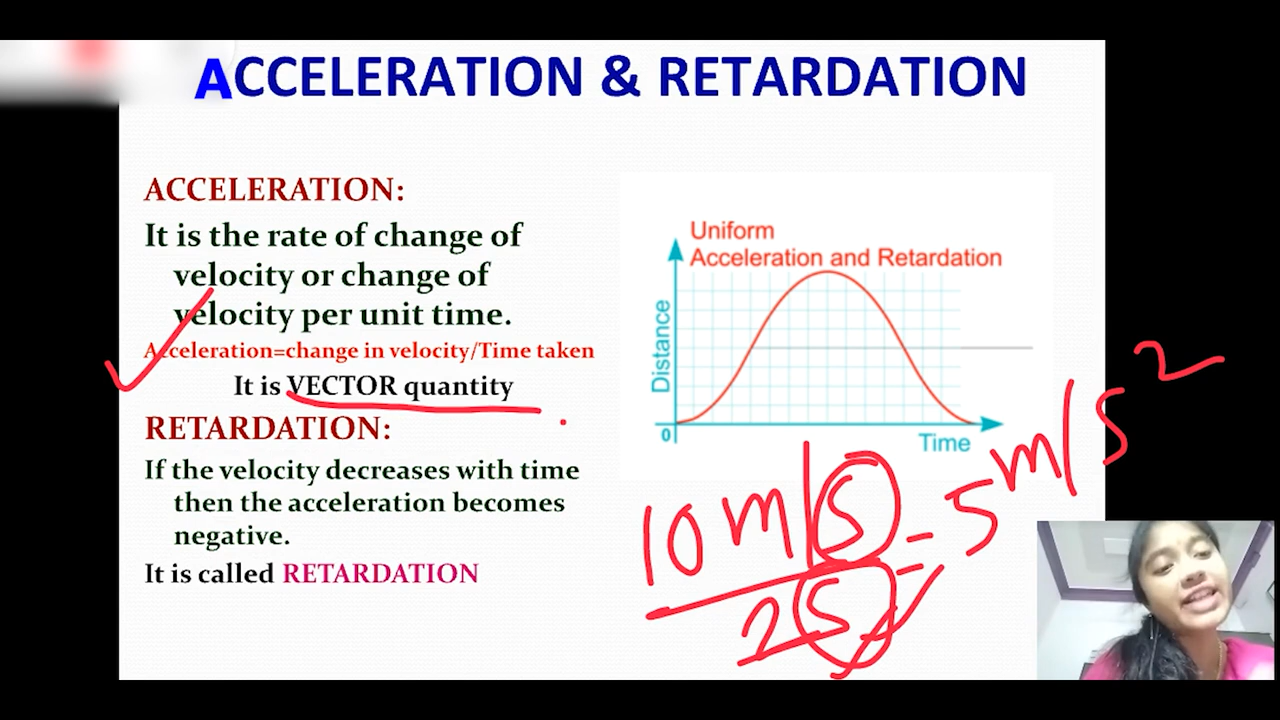 ACCELERATION & RETARDATION
ACCELERATION:
It is the rate of change of
velocity or change of
velocity per unit time.
Acceleration=change in velocity/Time taken
It is VECTOR quantity
RETARDATION:
If the velocity decreases with time
then the acceleration becomes
negative.
It is called RETARDATION
Uniform
Acceleration and Retardation
Distance
0
Time
10 m/s
2s
= 5 m/s²